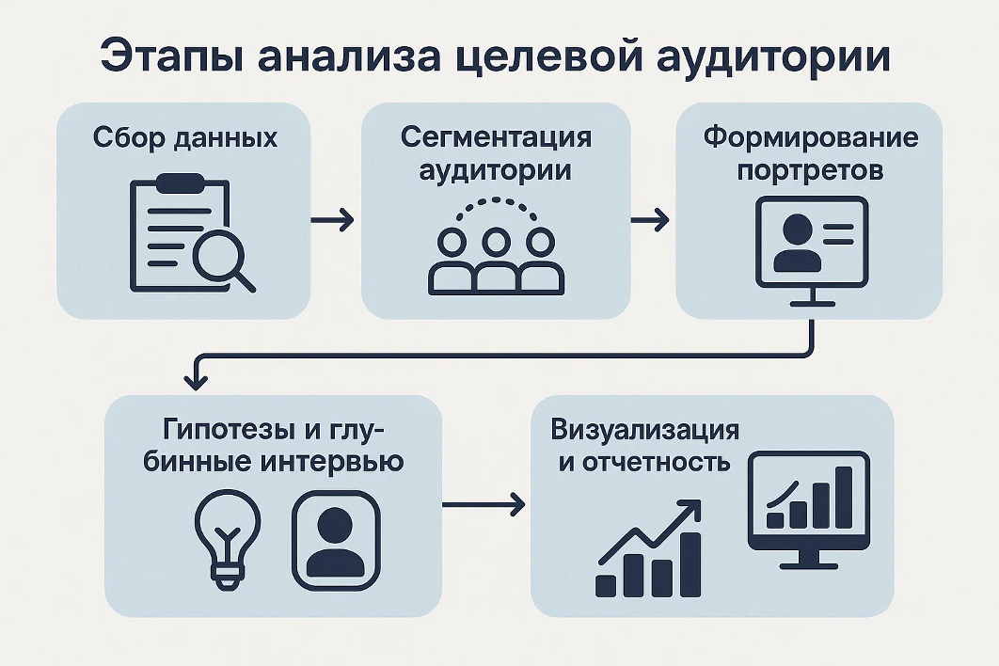 Этапы анализа целевой аудитории
Сбор данных
Сегментация
аудитории
Формирование
портретов
Гипотезы и глу-
бинные интервью
Визуализация
и отчетность